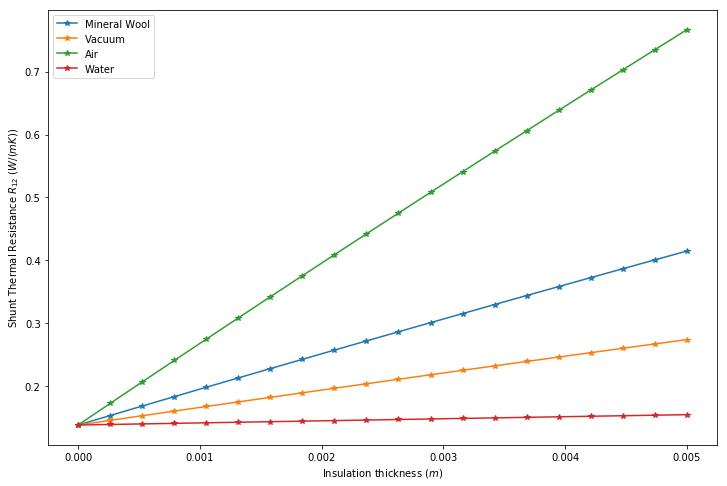 Mineral Wool
Vacuum
Air
Water
Shunt Thermal Resistance R12 (W/(mK))
0.7
0.6
0.5
0.4
0.3
0.2
0.000
0.001
0.002
0.003
0.004
0.005
Insulation thickness (m)